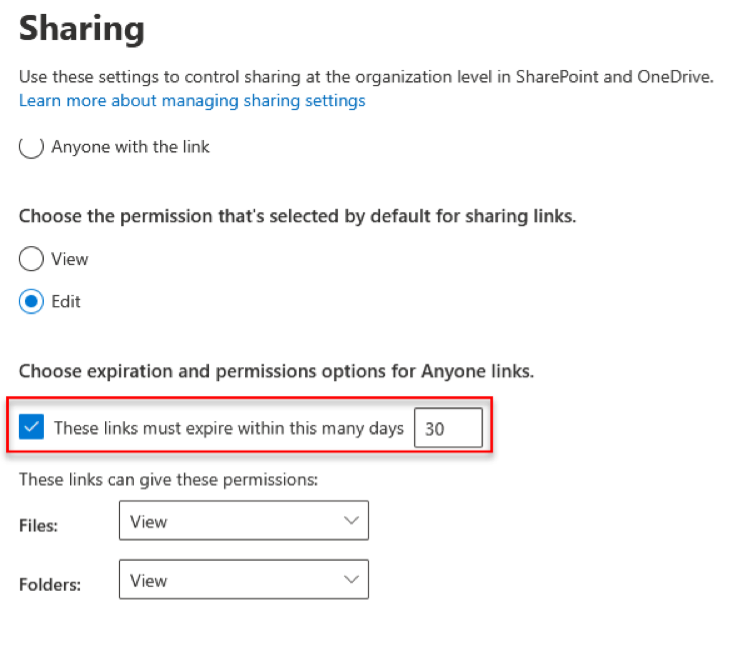 Sharing
Use these settings to control sharing at the organization level in SharePoint and OneDrive.
Learn more about managing sharing settings
Anyone with the link
Choose the permission that's selected by default for sharing links.
View
Edit
Choose expiration and permissions options for Anyone links.
These links must expire within this many days 30
These links can give these permissions:
Files: View
Folders: View